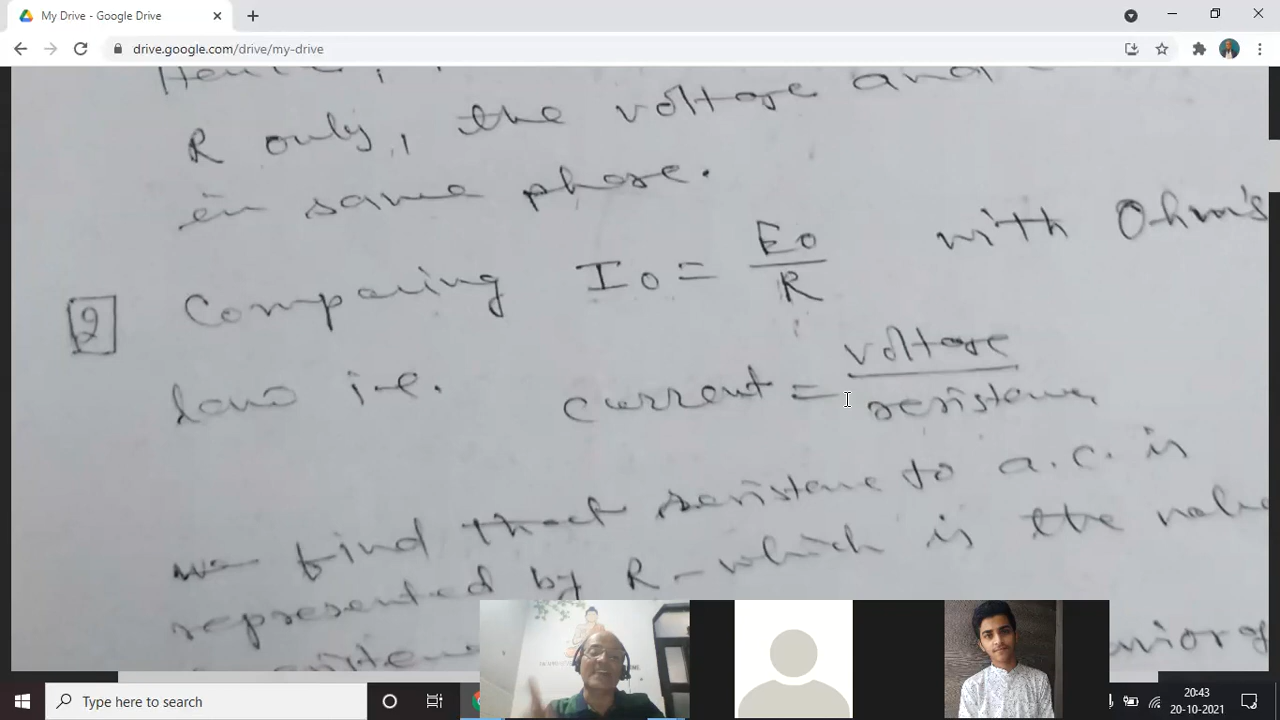 My Drive - Google Drive
drive.google.com/drive/my-drive
R only, the voltage and
in same phase.
2 Comparing I0 = E0/R with Ohm's
law i.e. current = voltage/resistance
we find that resistance to a.c. is
represented by R - which is the value
Type here to search
20:43
20-10-2021